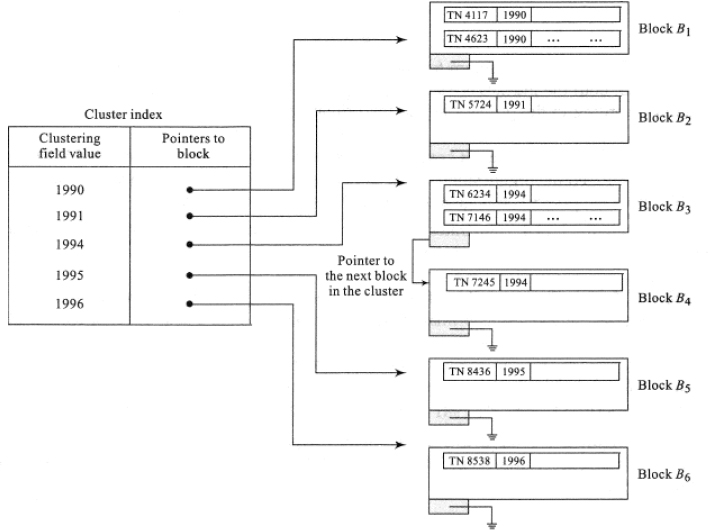 Cluster index
Clustering field value
Pointers to block
1990
1991
1994
1995
1996
TN 4117 1990
TN 4623 1990 ... ...
Block B1
TN 5724 1991
Block B2
TN 6234 1994
TN 7146 1994 ... ...
Block B3
Pointer to
the next block
in the cluster
TN 7245 1994
Block B4
TN 8436 1995
Block B5
TN 8538 1996
Block B6